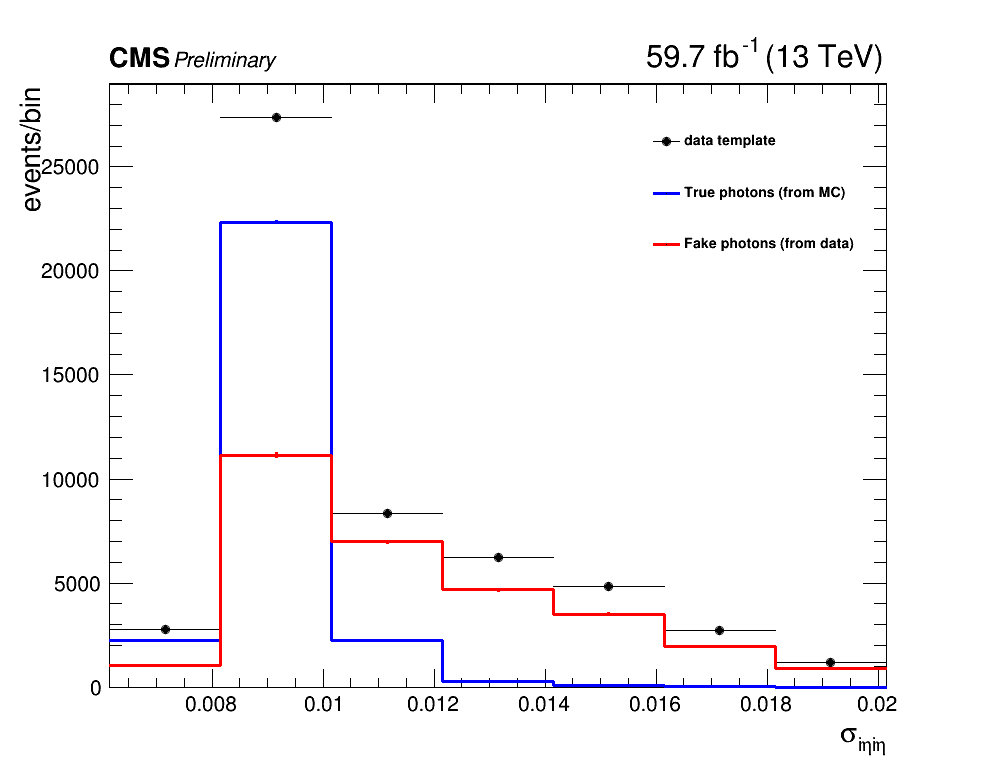 CMS Preliminary 59.7 fb-1 (13 TeV)
events/bin
data template
True photons (from MC)
Fake photons (from data)
25000
20000
15000
10000
5000
0
0.008 0.01 0.012 0.014 0.016 0.018 0.02
σiηiη